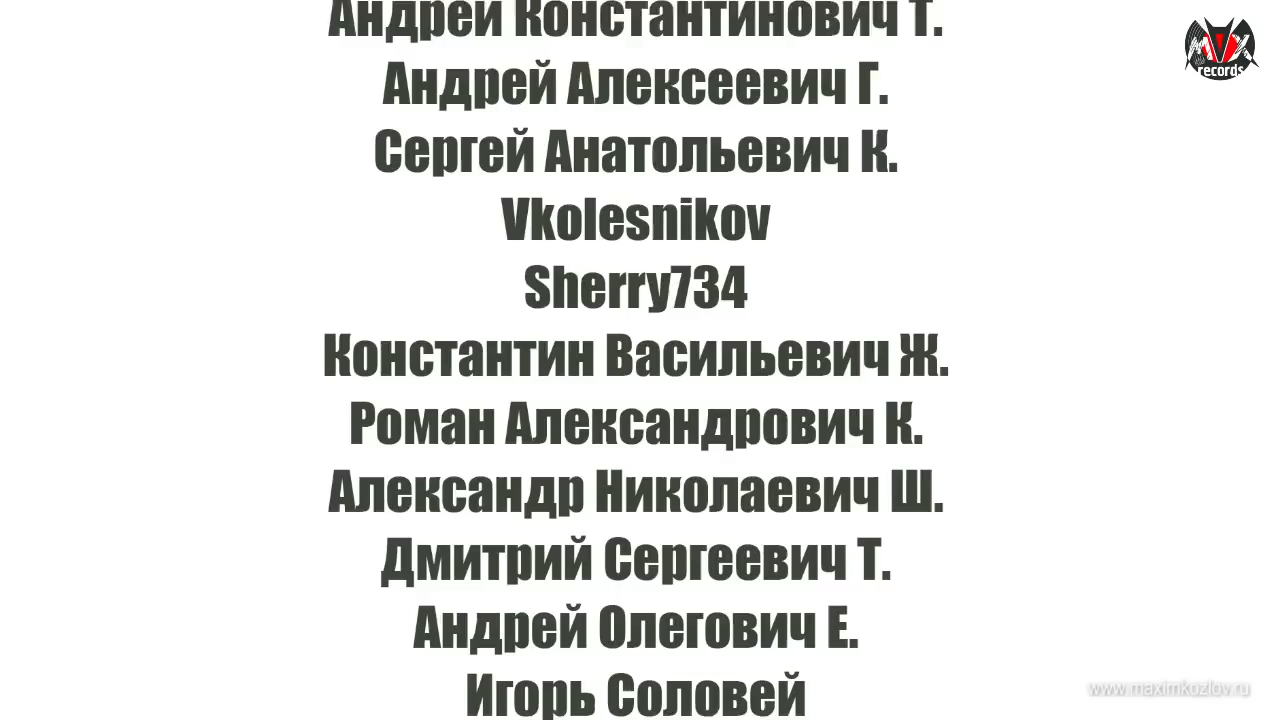 Андрей Константинович Т.
Андрей Алексеевич Г.
Сергей Анатольевич К.
Vkolesnikov
Sherry734
Константин Васильевич Ж.
Роман Александрович К.
Александр Николаевич Ш.
Дмитрий Сергеевич Т.
Андрей Олегович Е.
Игорь Соловей
MVX
records
www.maximkozlov.ru